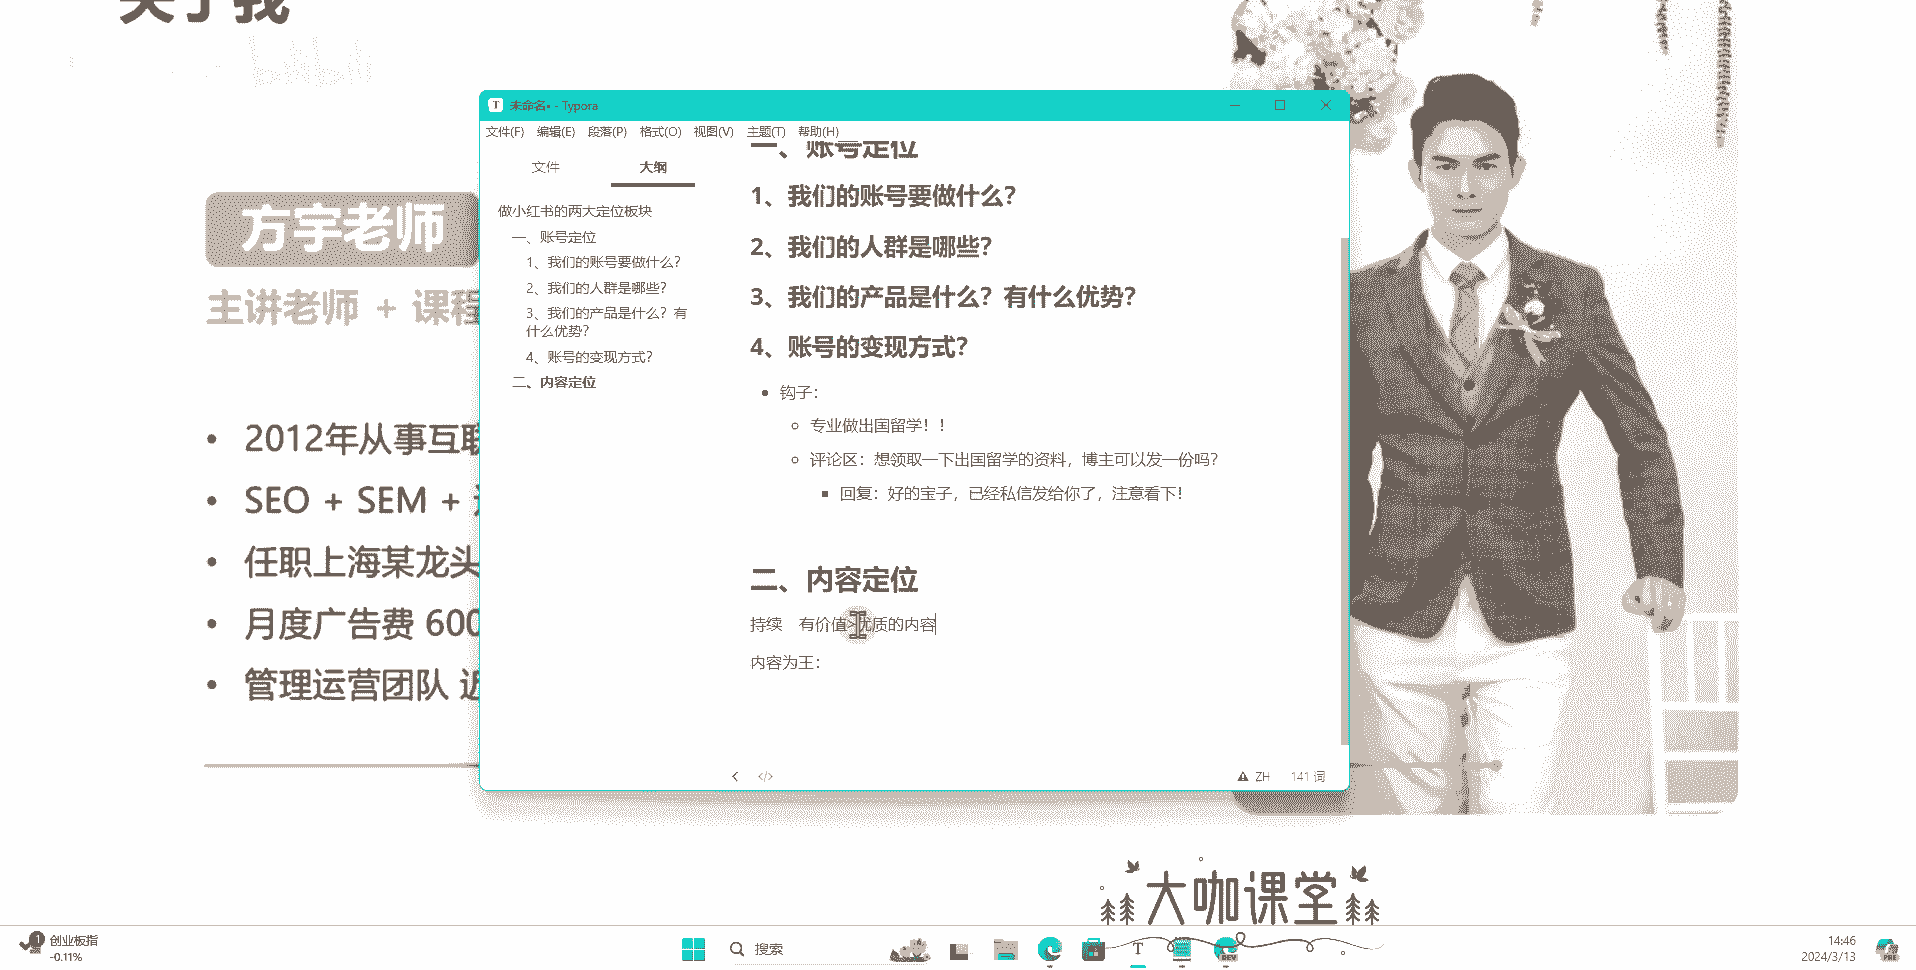 关于我
bilibili
方宇老师
主讲老师 + 课程
• 2012年从事互联
• SEO + SEM +
• 任职上海某龙头
• 月度广告费 600
• 管理运营团队 近
未命名• - Typora
文件(F) 编辑(E) 段落(P) 格式(O) 视图(V) 主题(T) 帮助(H)
文件 大纲
做小红书的两大定位板块
一、账号定位
1、我们的账号要做什么？
2、我们的人群是哪些？
3、我们的产品是什么？有
什么优势？
4、账号的变现方式？
二、内容定位
一、账号定位
1、我们的账号要做什么？
2、我们的人群是哪些？
3、我们的产品是什么？有什么优势？
4、账号的变现方式？
• 钩子：
◦ 专业做出国留学！！
◦ 评论区：想领取一下出国留学的资料，博主可以发一份吗？
▪ 回复：好的宝子，已经私信发给你了，注意看下！
二、内容定位
持续 有价值>优质的内容
内容为王：
ZH 141 词
大咖课堂
1
创业板指
-0.11%
搜索
T
DEV
14:46
2024/3/13
PRE